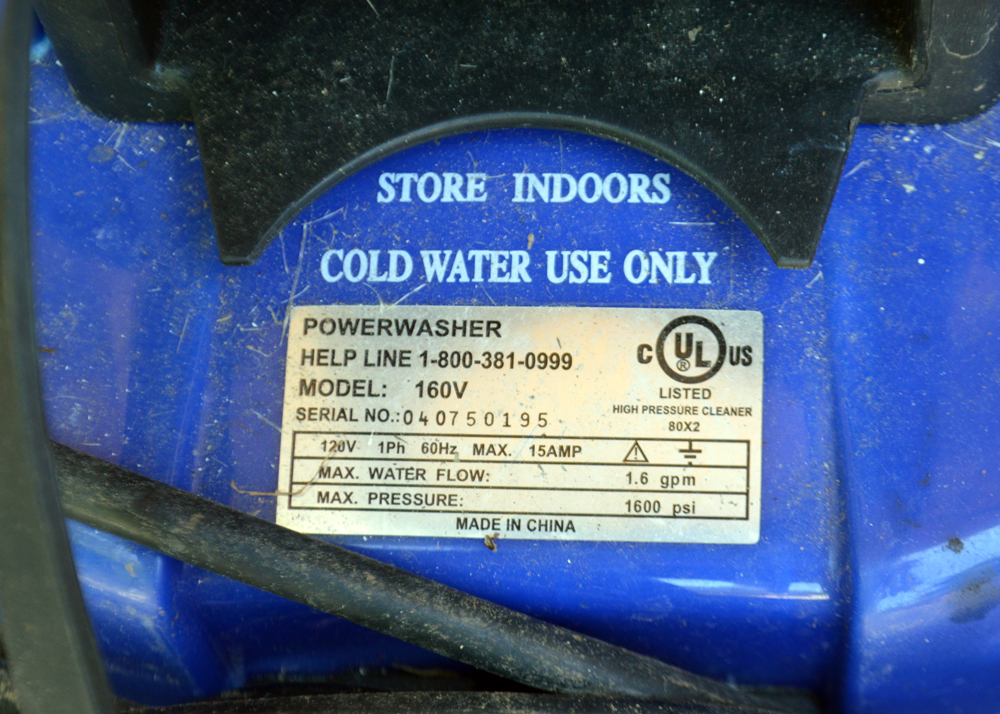 STORE INDOORS
COLD WATER USE ONLY
POWERWASHER
HELP LINE 1-800-381-0999
MODEL: 160V
SERIAL NO.: 040750195
C UL ® US
LISTED
HIGH PRESSURE CLEANER
80X2
120V 1Ph 60Hz MAX. 15AMP
MAX. WATER FLOW: 1.6 gpm
MAX. PRESSURE: 1600 psi
MADE IN CHINA